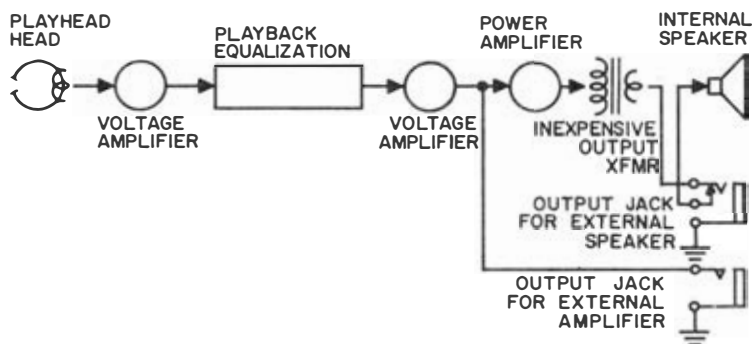 PLAYHEAD
HEAD
VOLTAGE
AMPLIFIER
PLAYBACK
EQUALIZATION
VOLTAGE
AMPLIFIER
POWER
AMPLIFIER
INEXPENSIVE
OUTPUT
XFMR
INTERNAL
SPEAKER
OUTPUT JACK
FOR EXTERNAL
SPEAKER
OUTPUT JACK
FOR EXTERNAL
AMPLIFIER